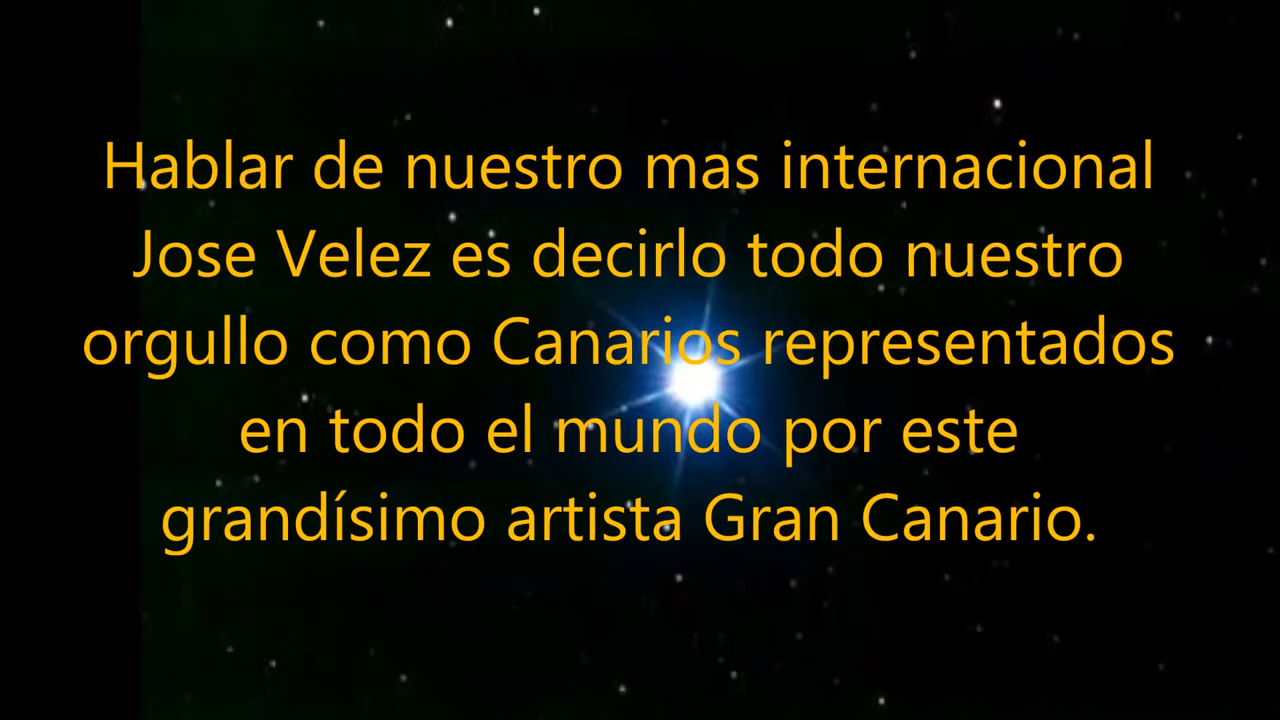 Hablar de nuestro mas internacional
Jose Velez es decirlo todo nuestro
orgullo como Canarios representados
en todo el mundo por este
grandísimo artista Gran Canario.